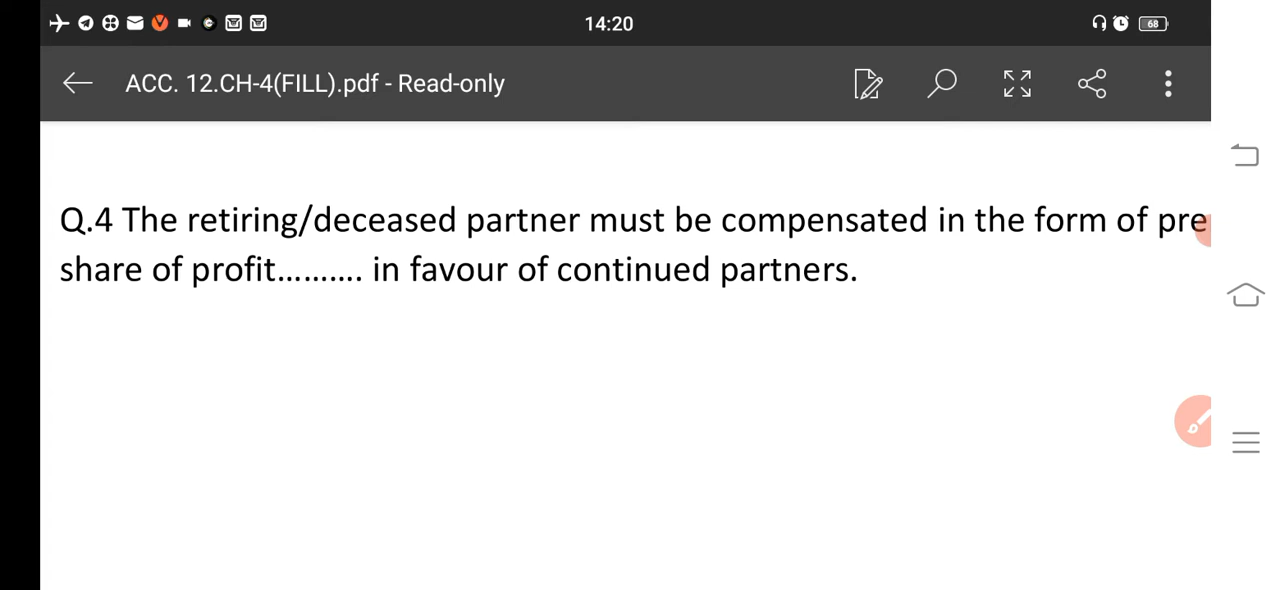 14:20
68
ACC. 12.CH-4(FILL).pdf - Read-only
Q.4 The retiring/deceased partner must be compensated in the form of pre
share of profit.......... in favour of continued partners.